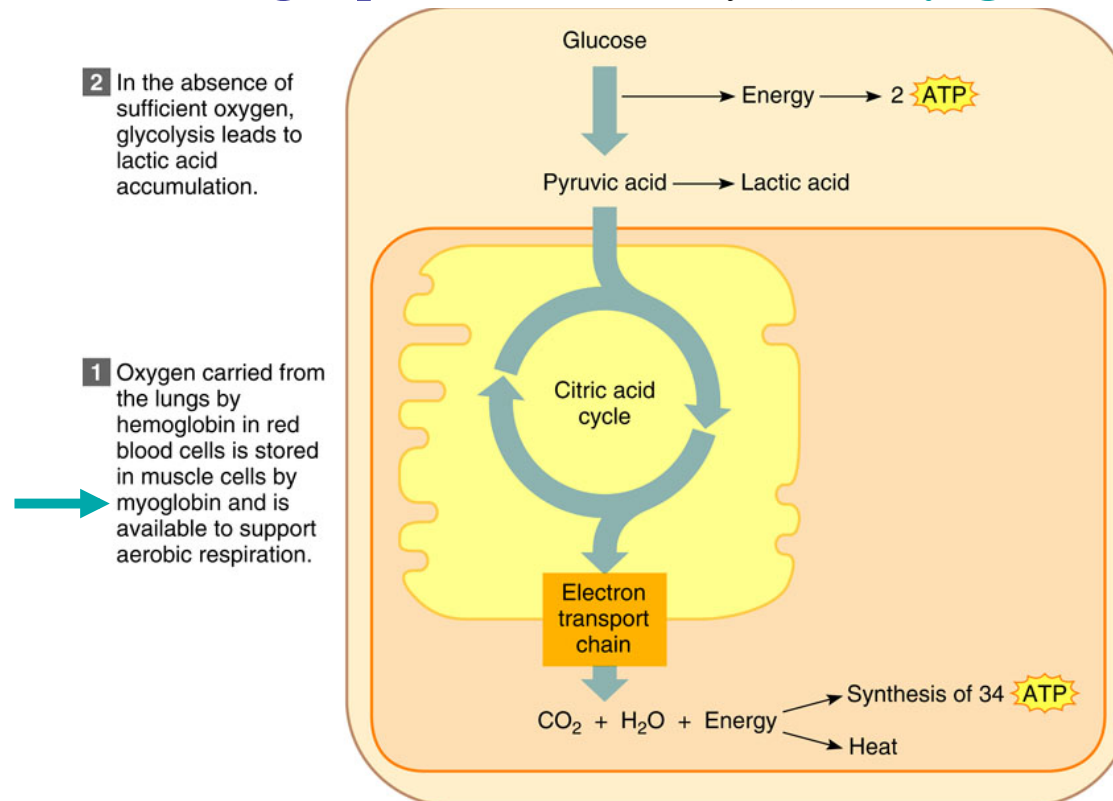 Glucose
2 In the absence of
sufficient oxygen,
glycolysis leads to
lactic acid
accumulation.
Energy
2 ATP
Pyruvic acid
Lactic acid
1 Oxygen carried from
the lungs by
hemoglobin in red
blood cells is stored
in muscle cells by
myoglobin and is
available to support
aerobic respiration.
Citric acid
cycle
Electron
transport
chain
CO₂ + H₂O + Energy
Synthesis of 34 ATP
Heat